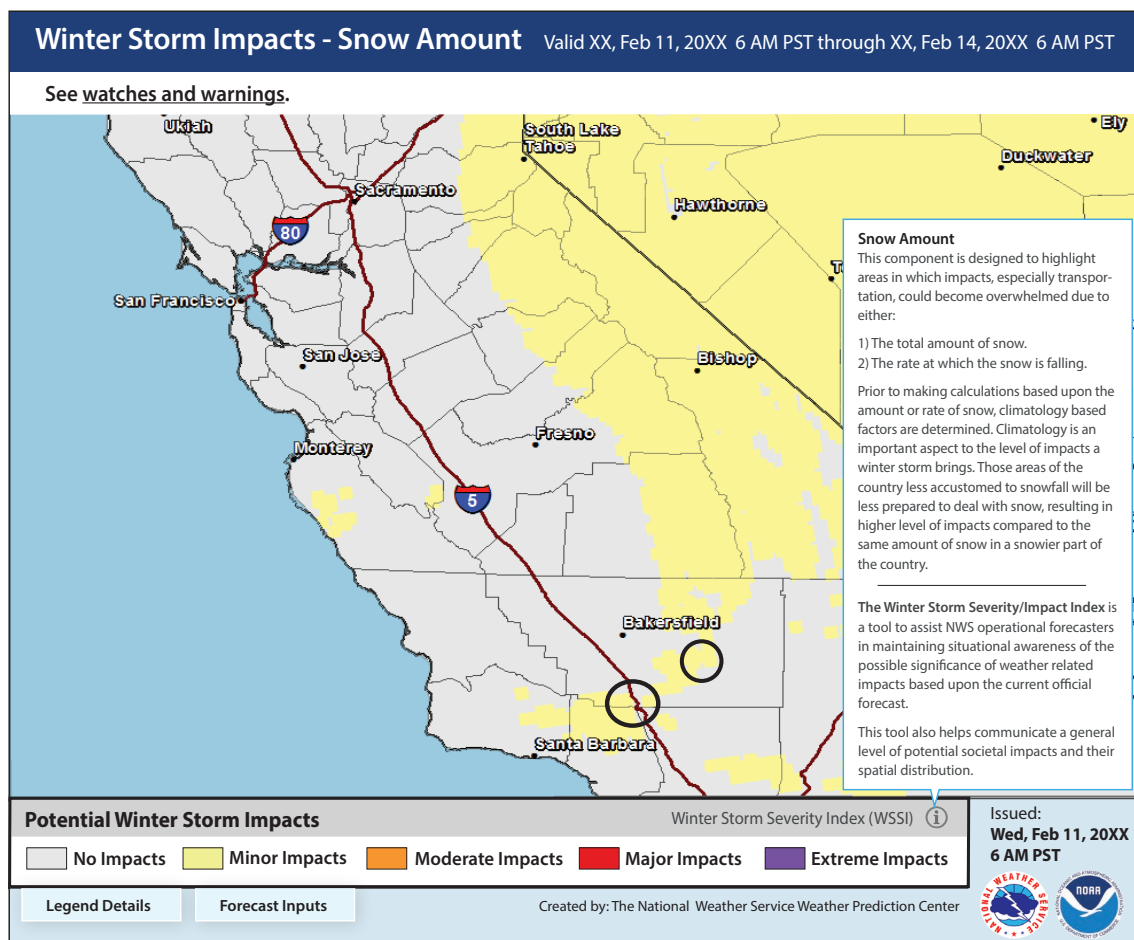 Winter Storm Impacts - Snow Amount Valid XX, Feb 11, 20XX 6 AM PST through XX, Feb 14, 20XX 6 AM PST
See watches and warnings.
Ukiah
South Lake
Tahoe
Ely
Duckwater
Sacramento
Hawthorne
80
San Francisco
San Jose
Bishop
Monterey
Fresno
5
Bakersfield
Santa Barbara
Snow Amount
This component is designed to highlight
areas in which impacts, especially transpor-
tation, could become overwhelmed due to
either:
1) The total amount of snow.
2) The rate at which the snow is falling.
Prior to making calculations based upon the
amount or rate of snow, climatology based
factors are determined. Climatology is an
important aspect to the level of impacts a
winter storm brings. Those areas of the
country less accustomed to snowfall will be
less prepared to deal with snow, resulting in
higher level of impacts compared to the
same amount of snow in a snowier part of
the country.
The Winter Storm Severity/Impact Index is
a tool to assist NWS operational forecasters
in maintaining situational awareness of the
possible significance of weather related
impacts based upon the current official
forecast.
This tool also helps communicate a general
level of potential societal impacts and their
spatial distribution.
Potential Winter Storm Impacts
Winter Storm Severity Index (WSSI) i
No Impacts
Minor Impacts
Moderate Impacts
Major Impacts
Extreme Impacts
Issued:
Wed, Feb 11, 20XX
6 AM PST
Legend Details
Forecast Inputs
Created by: The National Weather Service Weather Prediction Center
NATIONAL WEATHER SERVICE
NATIONAL OCEANIC AND ATMOSPHERIC ADMINISTRATION
NOAA
U.S. DEPARTMENT OF COMMERCE